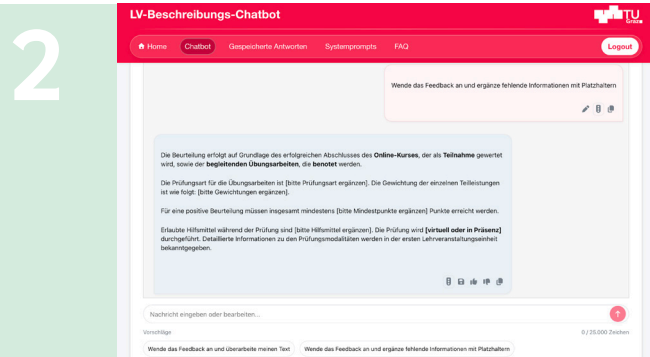 2
LV-Beschreibungs-Chatbot
TU
Graz
Home Chatbot Gespeicherte Antworten Systemprompts FAQ Logout
Wende das Feedback an und ergänze fehlende Informationen mit Platzhaltern
Die Beurteilung erfolgt auf Grundlage des erfolgreichen Abschlusses des Online-Kurses, der als Teilnahme gewertet
wird, sowie der begleitenden Übungsarbeiten, die benotet werden.
Die Prüfungsart für die Übungsarbeiten ist [bitte Prüfungsart ergänzen]. Die Gewichtung der einzelnen Teilleistungen
ist wie folgt: [bitte Gewichtungen ergänzen].
Für eine positive Beurteilung müssen insgesamt mindestens [bitte Mindestpunkte ergänzen] Punkte erreicht werden.
Erlaubte Hilfsmittel während der Prüfung sind [bitte Hilfsmittel ergänzen]. Die Prüfung wird [virtuell oder in Präsenz]
durchgeführt. Detaillierte Informationen zu den Prüfungsmodalitäten werden in der ersten Lehrveranstaltungseinheit
bekanntgegeben.
Nachricht eingeben oder bearbeiten...
Vorschläge 0 / 25.000 Zeichen
Wende das Feedback an und überarbeite meinen Text Wende das Feedback an und ergänze fehlende Informationen mit Platzhaltern